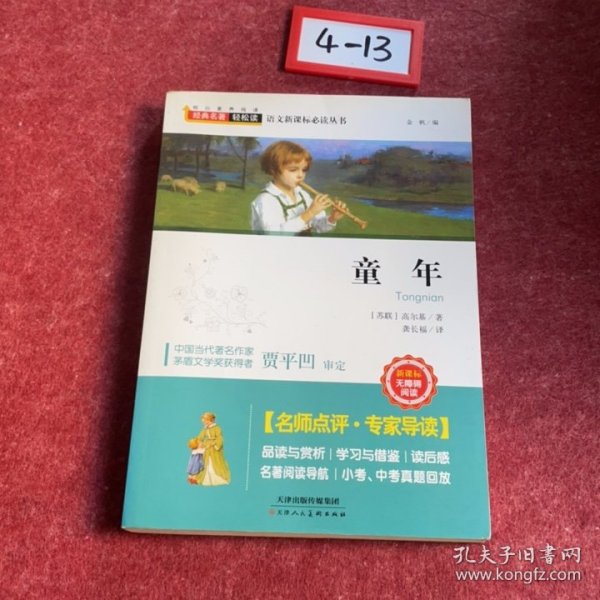 4-13
核心素养阅读
经典名著 轻松读 语文新课标必读丛书
金帆/编
童年
Tongnian
[苏联]高尔基/著
龚长福/译
中国当代著名作家
茅盾文学奖获得者 贾平凹 审定
新课标
无障碍
阅读
【名师点评·专家导读】
品读与赏析|学习与借鉴|读后感
名著阅读导航|小考、中考真题回放
天津出版传媒集团
天津人民美术出版社
孔夫子旧书网
www.kongfz.com